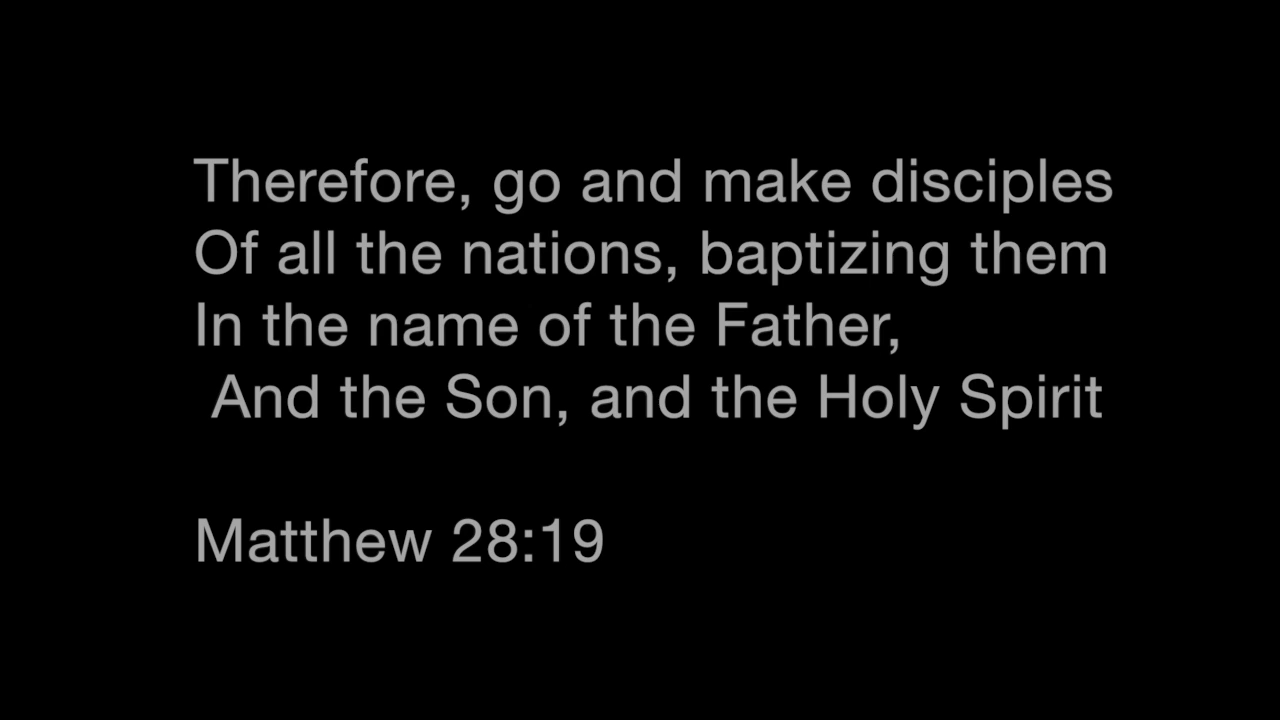 Therefore, go and make disciples
Of all the nations, baptizing them
In the name of the Father,
And the Son, and the Holy Spirit
Matthew 28:19